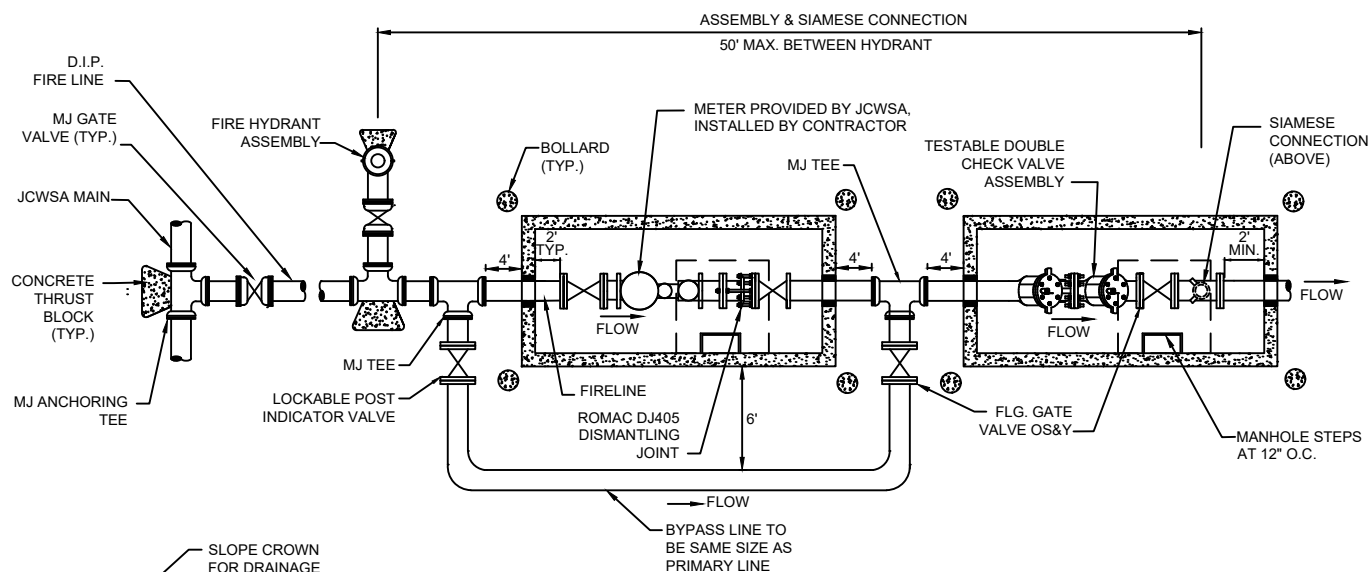 ASSEMBLY & SIAMESE CONNECTION
50' MAX. BETWEEN HYDRANT
D.I.P.
FIRE LINE
MJ GATE
VALVE (TYP.)
FIRE HYDRANT
ASSEMBLY
BOLLARD
(TYP.)
METER PROVIDED BY JCWSA,
INSTALLED BY CONTRACTOR
MJ TEE
TESTABLE DOUBLE
CHECK VALVE
ASSEMBLY
SIAMESE
CONNECTION
(ABOVE)
JCWSA MAIN
CONCRETE
THRUST
BLOCK
(TYP.)
MJ ANCHORING
TEE
4'
2'
TYP.
FLOW
4'
4'
FLOW
2'
MIN.
FLOW
MJ TEE
LOCKABLE POST
INDICATOR VALVE
FIRELINE
ROMAC DJ405
DISMANTLING
JOINT
6'
FLG. GATE
VALVE OS&Y
MANHOLE STEPS
AT 12" O.C.
FLOW
BYPASS LINE TO
BE SAME SIZE AS
PRIMARY LINE
SLOPE CROWN
FOR DRAINAGE